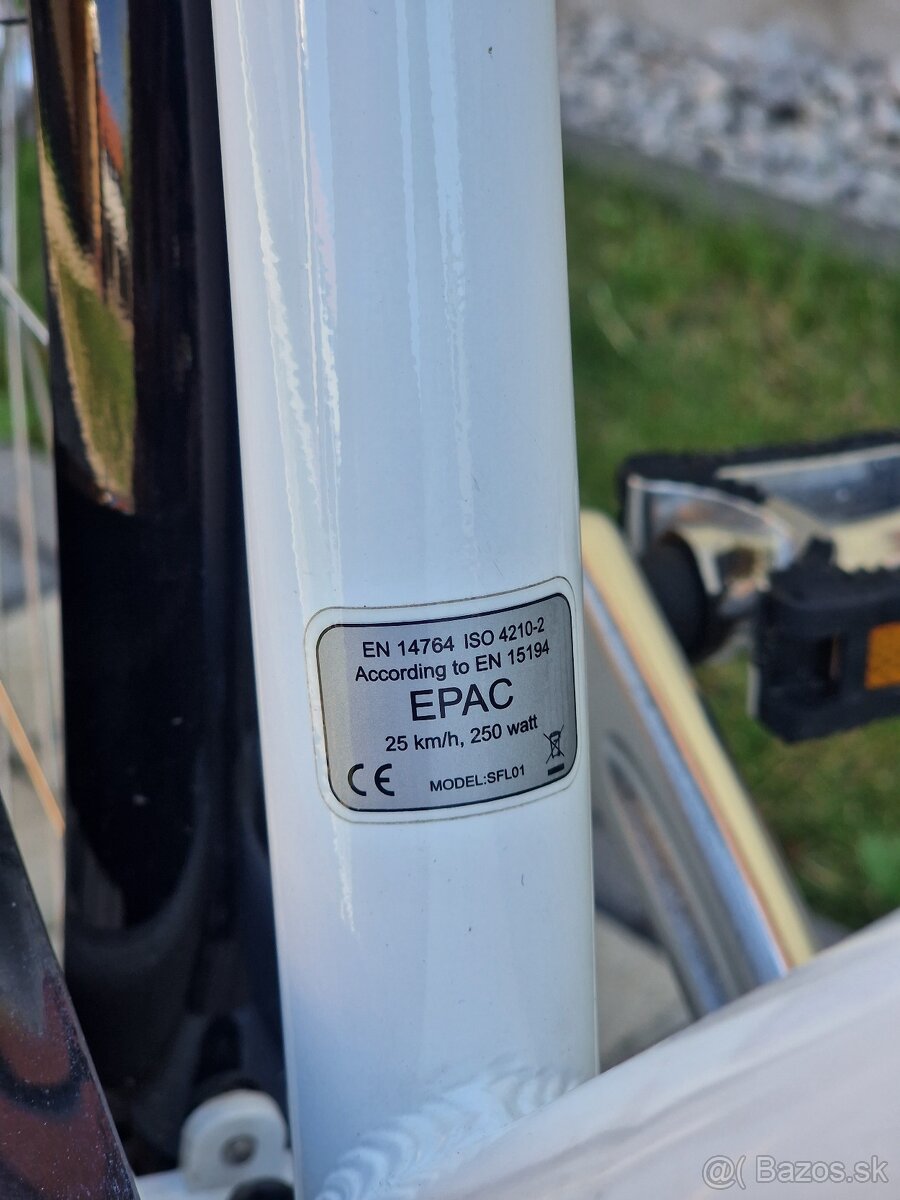 EN 14764 ISO 4210-2
According to EN 15194
EPAC
25 km/h, 250 watt
CE MODEL:SFL01
@( Bazos.sk